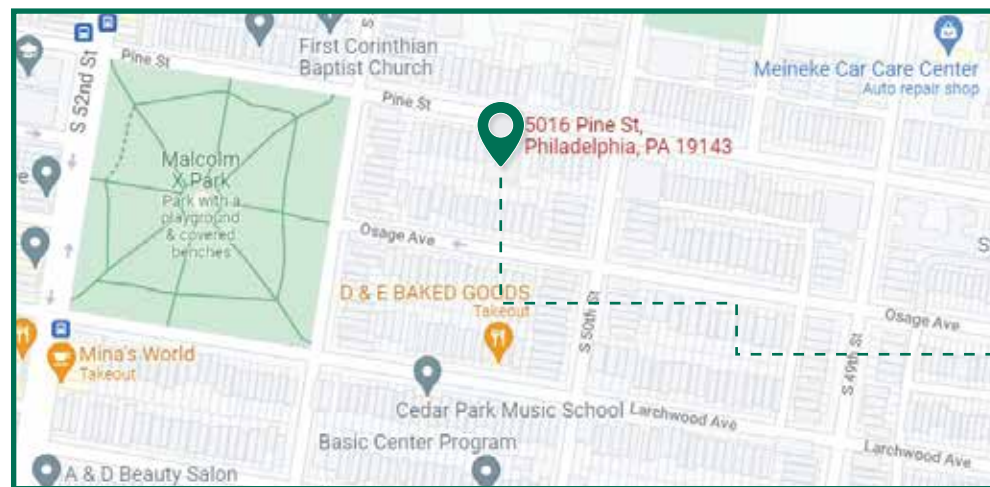 S 52nd St
Pine St
First Corinthian
Baptist Church
S
St
Pine St
Meineke Car Care Center
Auto repair shop
5016 Pine St,
Philadelphia, PA 19143
Malcolm
X Park
Park with a
playground
& covered
benches
e
Osage Ave
S
D & E BAKED GOODS
Takeout
S 50th St
Osage Ave
S 49th St
Mina's World
Takeout
Cedar Park Music School
Larchwood Ave
Basic Center Program
Larchwood Ave
A & D Beauty Salon